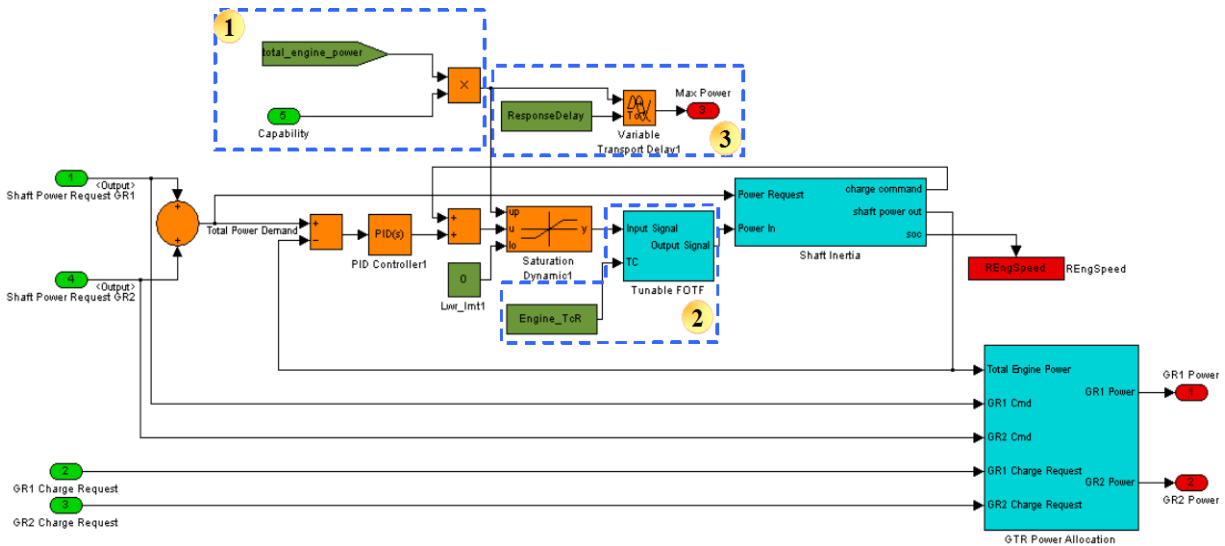 1
total_engine_power
×
5
Capability
ResponseDelay
To
Variable
Transport Delay1
Max Power
3
3
1
<Output>
Shaft Power Request GR1
+
+
Total Power Demand
4
<Output>
Shaft Power Request GR2
+
−
PID(s)
PID Controller1
+
+
up
u
lo
y
Saturation
Dynamic1
0
Lwr_lmt1
Input Signal
Output Signal
TC
Tunable FOTF
Engine_TcR
2
Power Request
Power In
charge command
shaft power out
soc
Shaft Inertia
REngSpeed
REngSpeed
Total Engine Power
GR1 Cmd
GR2 Cmd
GR1 Charge Request
GR2 Charge Request
GR1 Power
GR2 Power
GTR Power Allocation
GR1 Power
1
2
GR2 Power
2
GR1 Charge Request
3
GR2 Charge Request